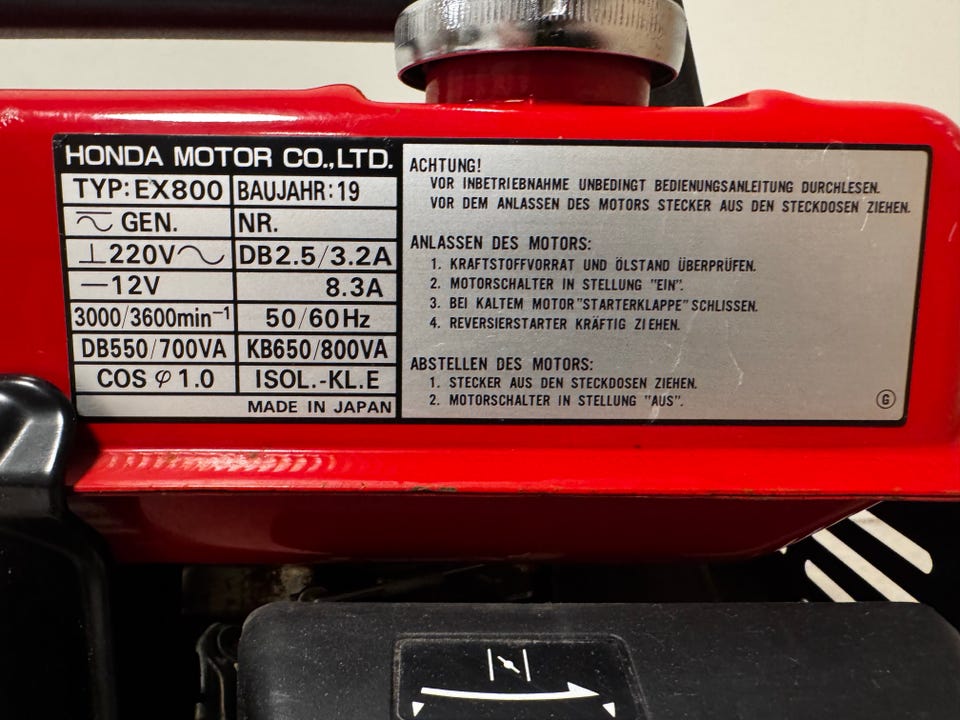 HONDA MOTOR CO.,LTD.
TYP: EX800 BAUJAHR: 19
GEN. NR.
⊥220V∼ DB2.5/3.2A
—12V 8.3A
3000/3600min⁻¹ 50/60Hz
DB550/700VA KB650/800VA
COS φ 1.0 ISOL.-KL.E
MADE IN JAPAN
ACHTUNG!
VOR INBETRIEBNAHME UNBEDINGT BEDIENUNGSANLEITUNG DURCHLESEN.
VOR DEM ANLASSEN DES MOTORS STECKER AUS DEN STECKDOSEN ZIEHEN.
ANLASSEN DES MOTORS:
1. KRAFTSTOFFVORRAT UND ÖLSTAND ÜBERPRÜFEN.
2. MOTORSCHALTER IN STELLUNG "EIN".
3. BEI KALTEM MOTOR "STARTERKLAPPE" SCHLISSEN.
4. REVERSIERSTARTER KRÄFTIG ZIEHEN.
ABSTELLEN DES MOTORS:
1. STECKER AUS DEN STECKDOSEN ZIEHEN.
2. MOTORSCHALTER IN STELLUNG "AUS".
G